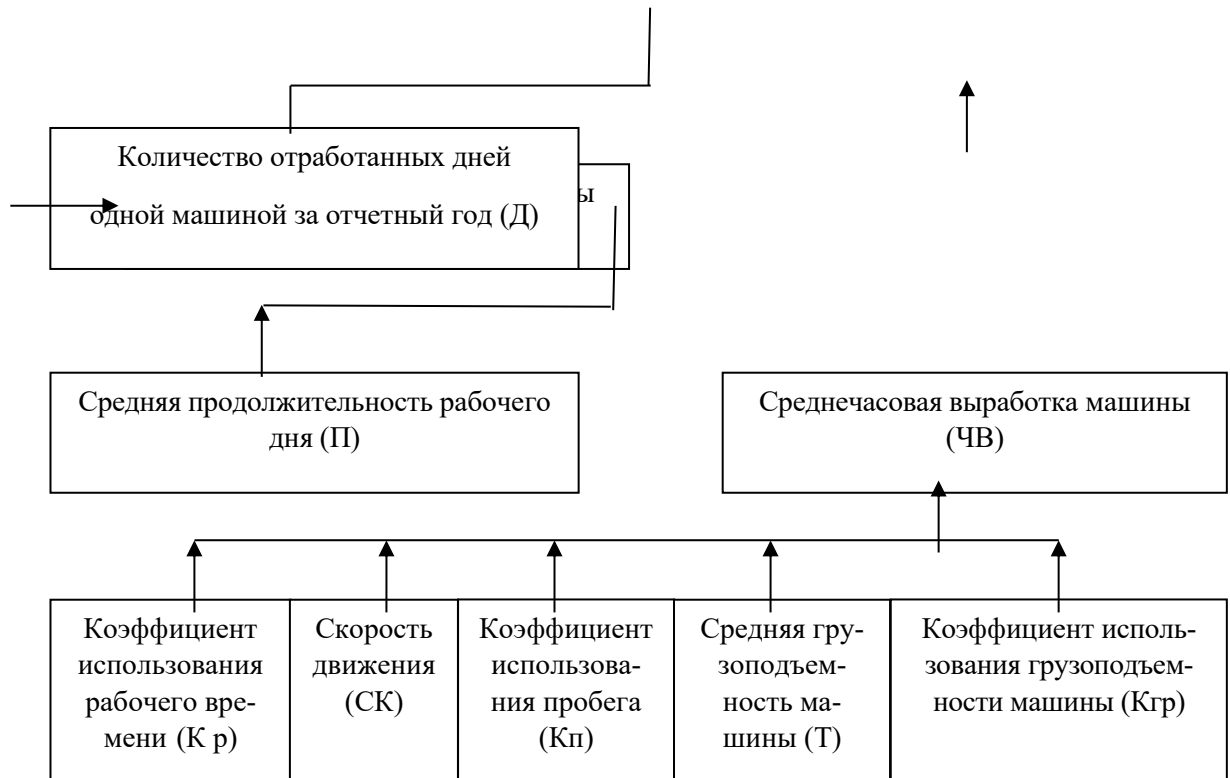 Количество отработанных дней
ы
одной машиной за отчетный год (Д)
Средняя продолжительность рабочего
дня (П)
Среднечасовая выработка машины
(ЧВ)
Коэффициент
использования
рабочего вре-
мени (К р)
Скорость
движения
(СК)
Коэффициент
использова-
ния пробега
(Кп)
Средняя гру-
зоподъем-
ность ма-
шины (Т)
Коэффициент исполь-
зования грузоподъем-
ности машины (Кгр)